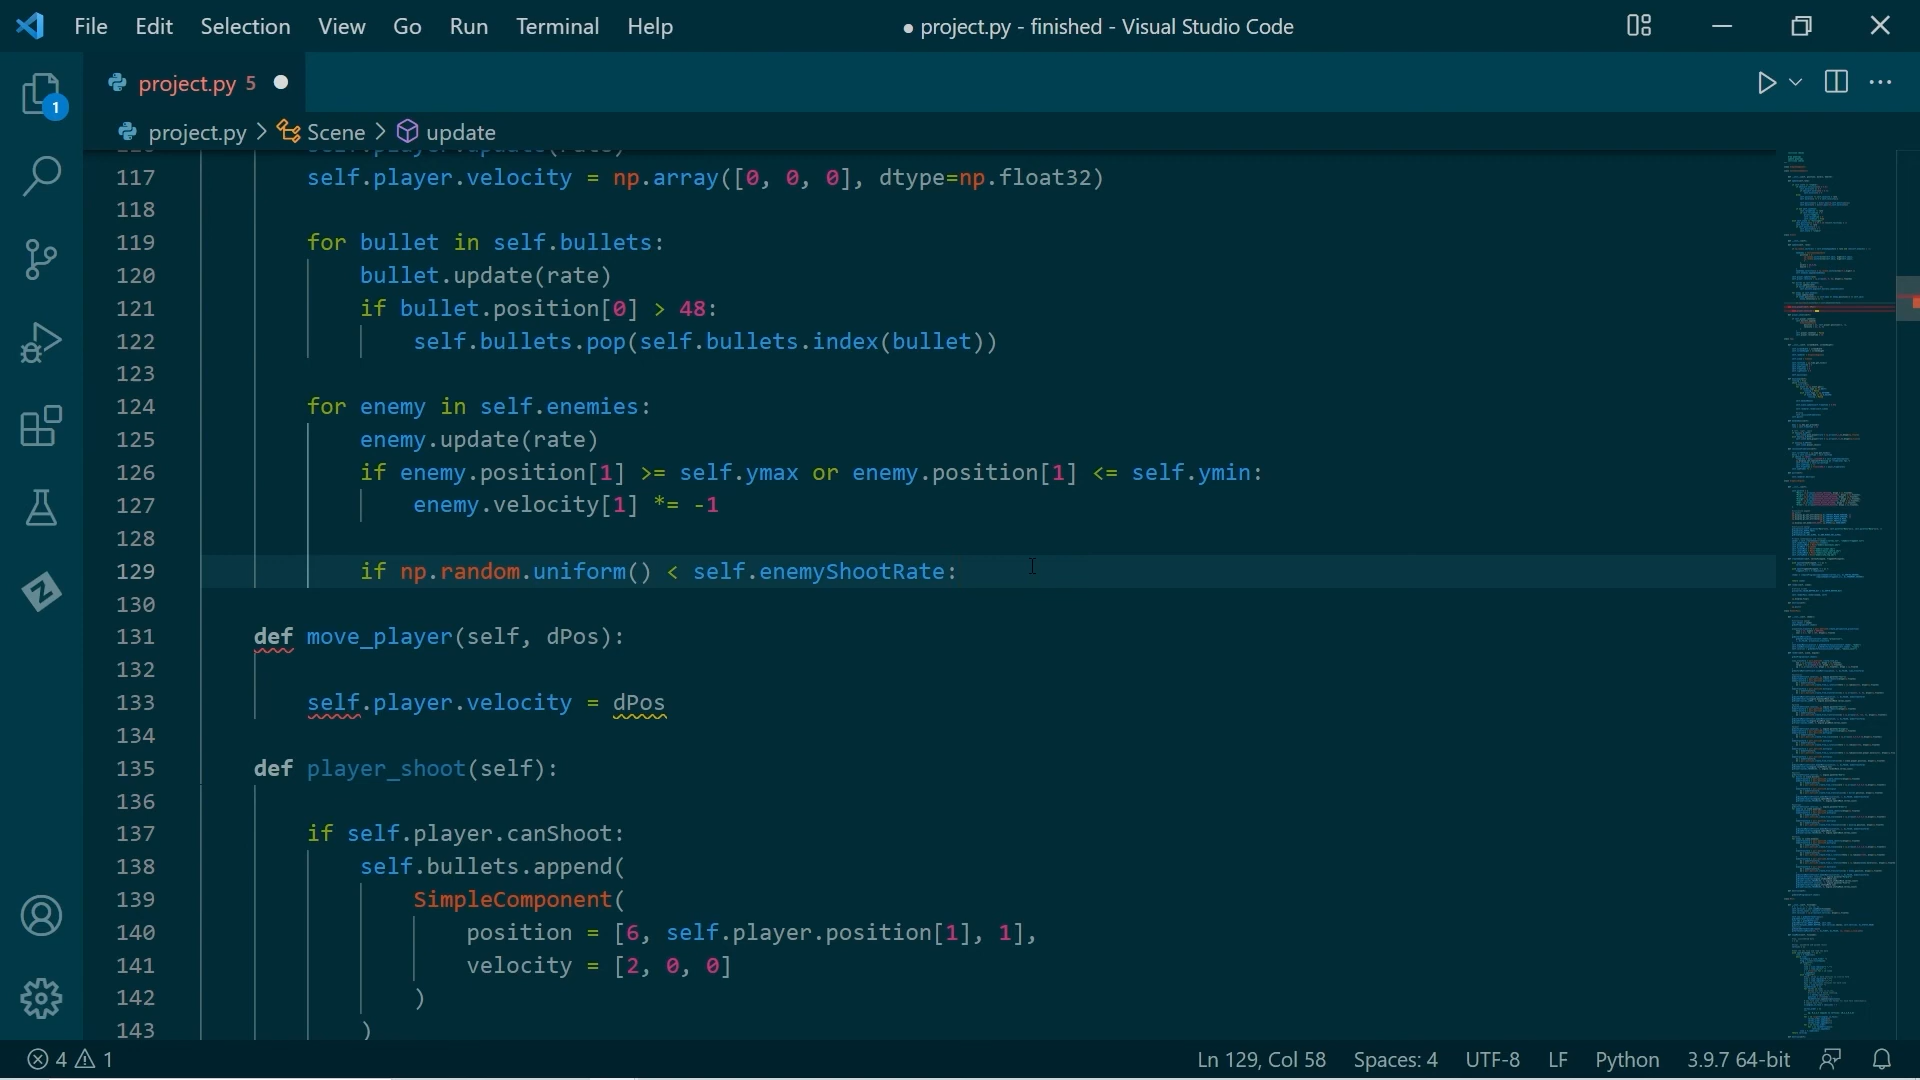 File Edit Selection View Go Run Terminal Help
● project.py - finished - Visual Studio Code
1
project.py 5
project.py > Scene > update
117 self.player.velocity = np.array([0, 0, 0], dtype=np.float32)
118
119 for bullet in self.bullets:
120 bullet.update(rate)
121 if bullet.position[0] > 48:
122 self.bullets.pop(self.bullets.index(bullet))
123
124 for enemy in self.enemies:
125 enemy.update(rate)
126 if enemy.position[1] >= self.ymax or enemy.position[1] <= self.ymin:
127 enemy.velocity[1] *= -1
128
129 if np.random.uniform() < self.enemyShootRate:
130
131 def move_player(self, dPos):
132
133 self.player.velocity = dPos
134
135 def player_shoot(self):
136
137 if self.player.canShoot:
138 self.bullets.append(
139 SimpleComponent(
140 position = [6, self.player.position[1], 1],
141 velocity = [2, 0, 0]
142 )
143 )
4 1 Ln 129, Col 58 Spaces: 4 UTF-8 LF Python 3.9.7 64-bit